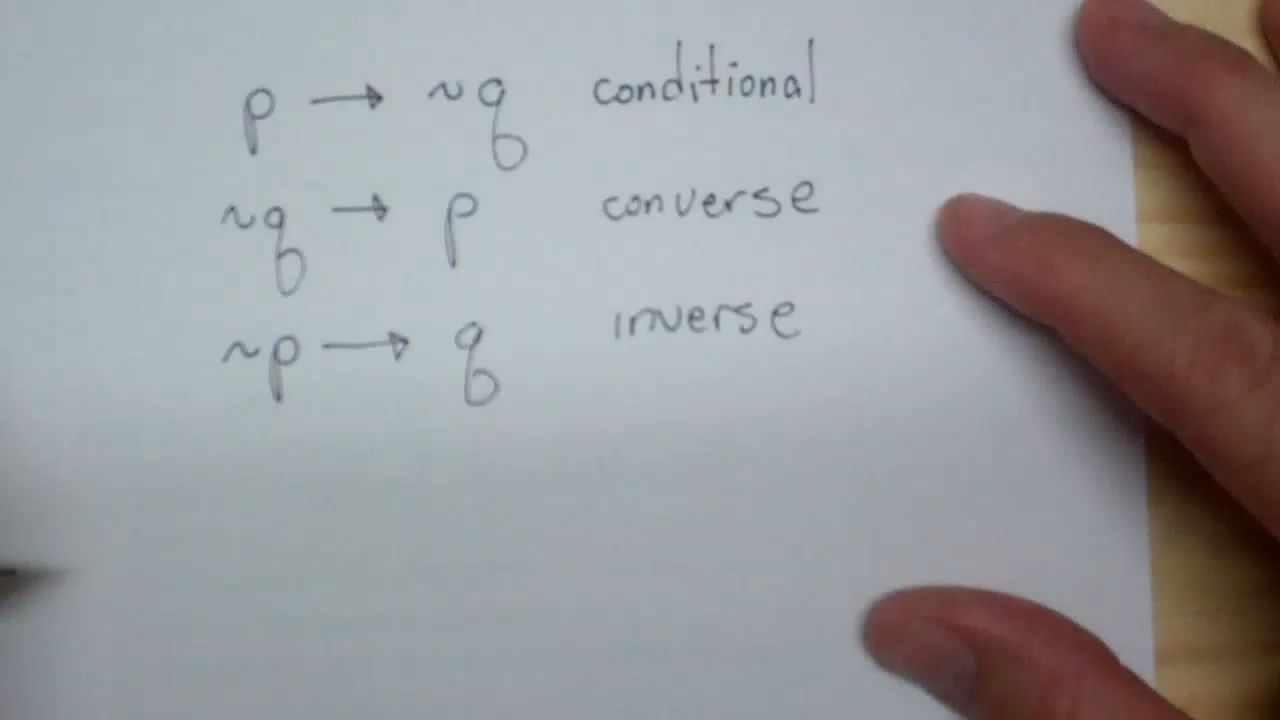 p → ~q conditional
~q → p converse
~p → q inverse